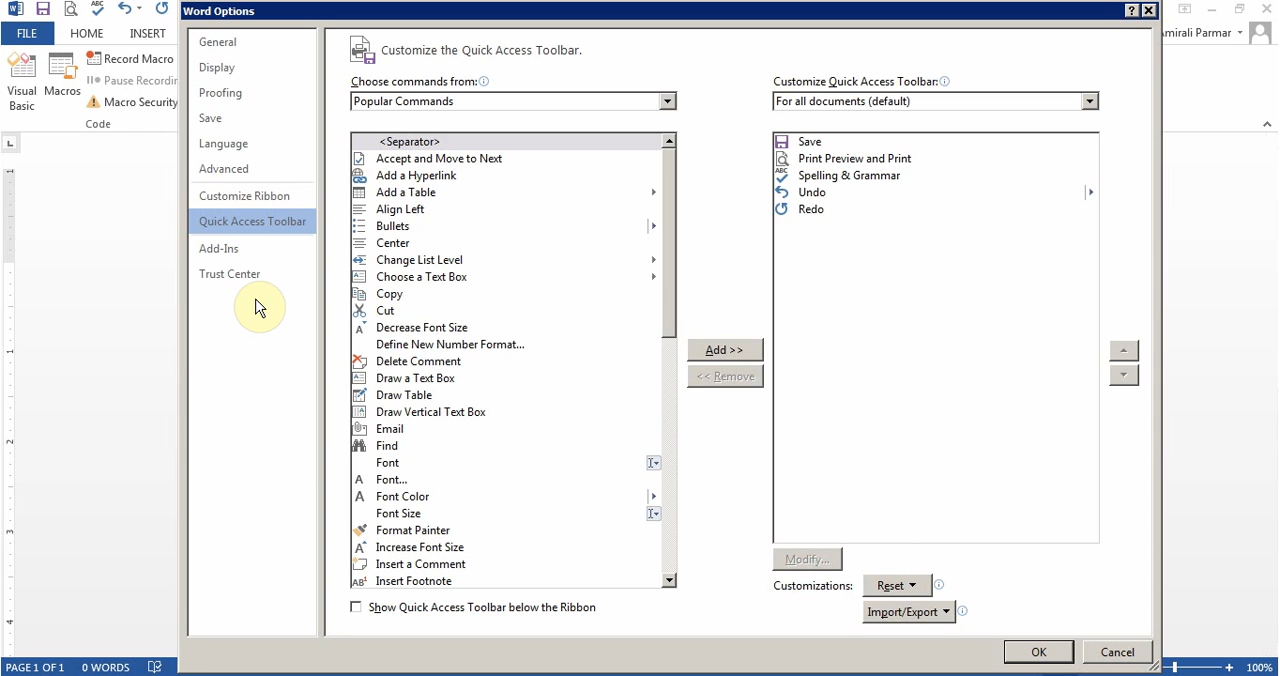 Word Options
FILE HOME INSERT
mirali Parmar
Visual Basic
Macros
Record Macro
Pause Recordin
Macro Security
Code
General
Display
Proofing
Save
Language
Advanced
Customize Ribbon
Quick Access Toolbar
Add-Ins
Trust Center
Customize the Quick Access Toolbar.
Choose commands from:
Popular Commands
<Separator>
Accept and Move to Next
Add a Hyperlink
Add a Table
Align Left
Bullets
Center
Change List Level
Choose a Text Box
Copy
Cut
Decrease Font Size
Define New Number Format...
Delete Comment
Draw a Text Box
Draw Table
Draw Vertical Text Box
Email
Find
Font
Font...
Font Color
Font Size
Format Painter
Increase Font Size
Insert a Comment
Insert Footnote
Show Quick Access Toolbar below the Ribbon
Add >>
<< Remove
Customize Quick Access Toolbar:
For all documents (default)
Save
Print Preview and Print
Spelling & Grammar
Undo
Redo
Modify...
Customizations: Reset
Import/Export
OK Cancel
PAGE 1 OF 1 0 WORDS 100%